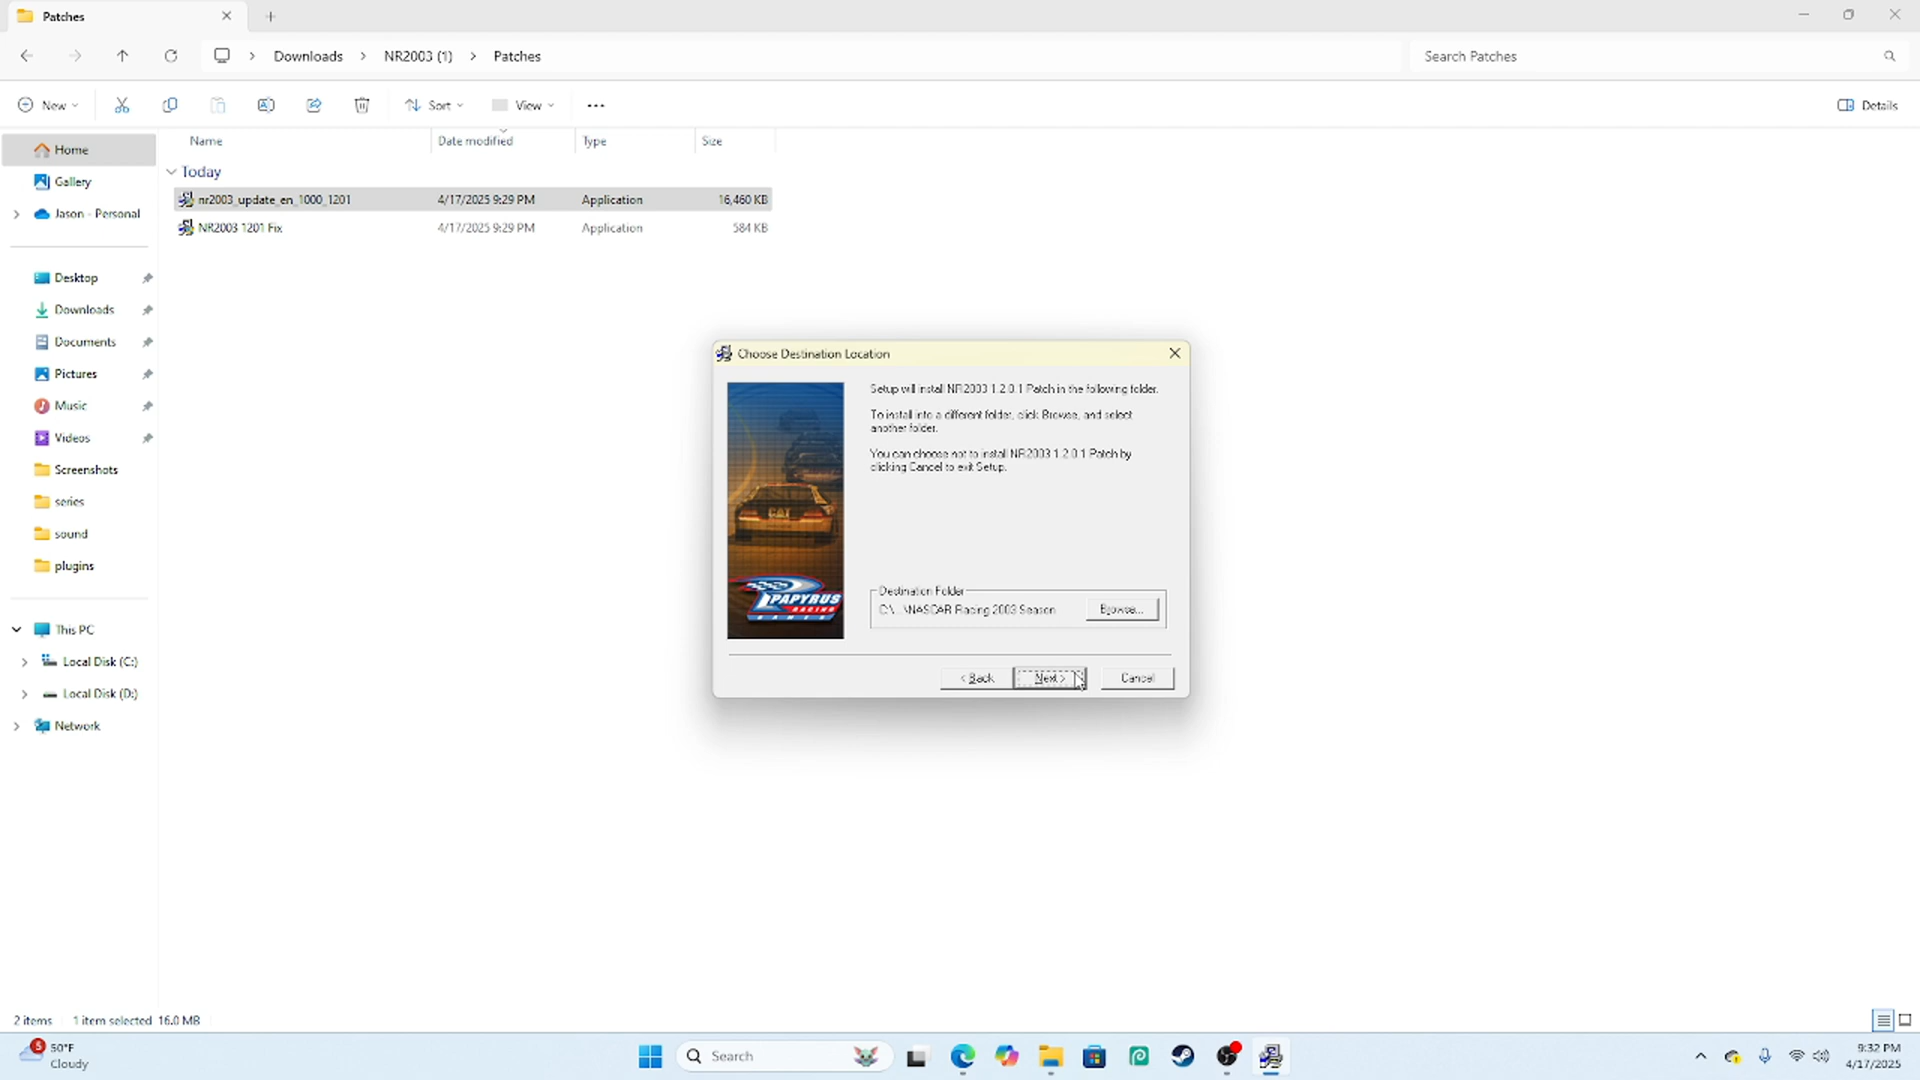 Patches
Downloads
NR2003 (1)
Patches
Search Patches
New
Sort
View
Details
Name
Date modified
Type
Size
Home
Today
Gallery
nr2003_update_en_1000_1201
4/17/2025 9:29 PM
Application
16,460 KB
Jason - Personal
NR2003 1201 Fix
4/17/2025 9:29 PM
Application
584 KB
Desktop
Downloads
Documents
Pictures
Music
Videos
Screenshots
series
sound
plugins
This PC
Local Disk (C:)
Local Disk (D:)
Network
Choose Destination Location
Setup will install NR2003 1.2.0.1 Patch in the following folder.
To install into a different folder, click Browse, and select
another folder.
You can choose not to install NR2003 1.2.0.1 Patch by
clicking Cancel to exit Setup.
CAT
PAPYRUS
RACING
GAMES
Destination Folder
C:\...\NASCAR Racing 2003 Season
Browse...
< Back
Next >
Cancel
2 items
1 item selected 16.0 MB
5
50°F
Cloudy
Search
9:32 PM
4/17/2025